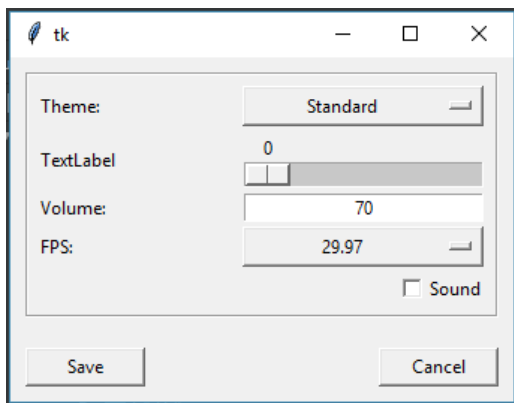 tk
Theme: Standard
0
TextLabel
Volume: 70
FPS: 29.97
Sound
Save Cancel